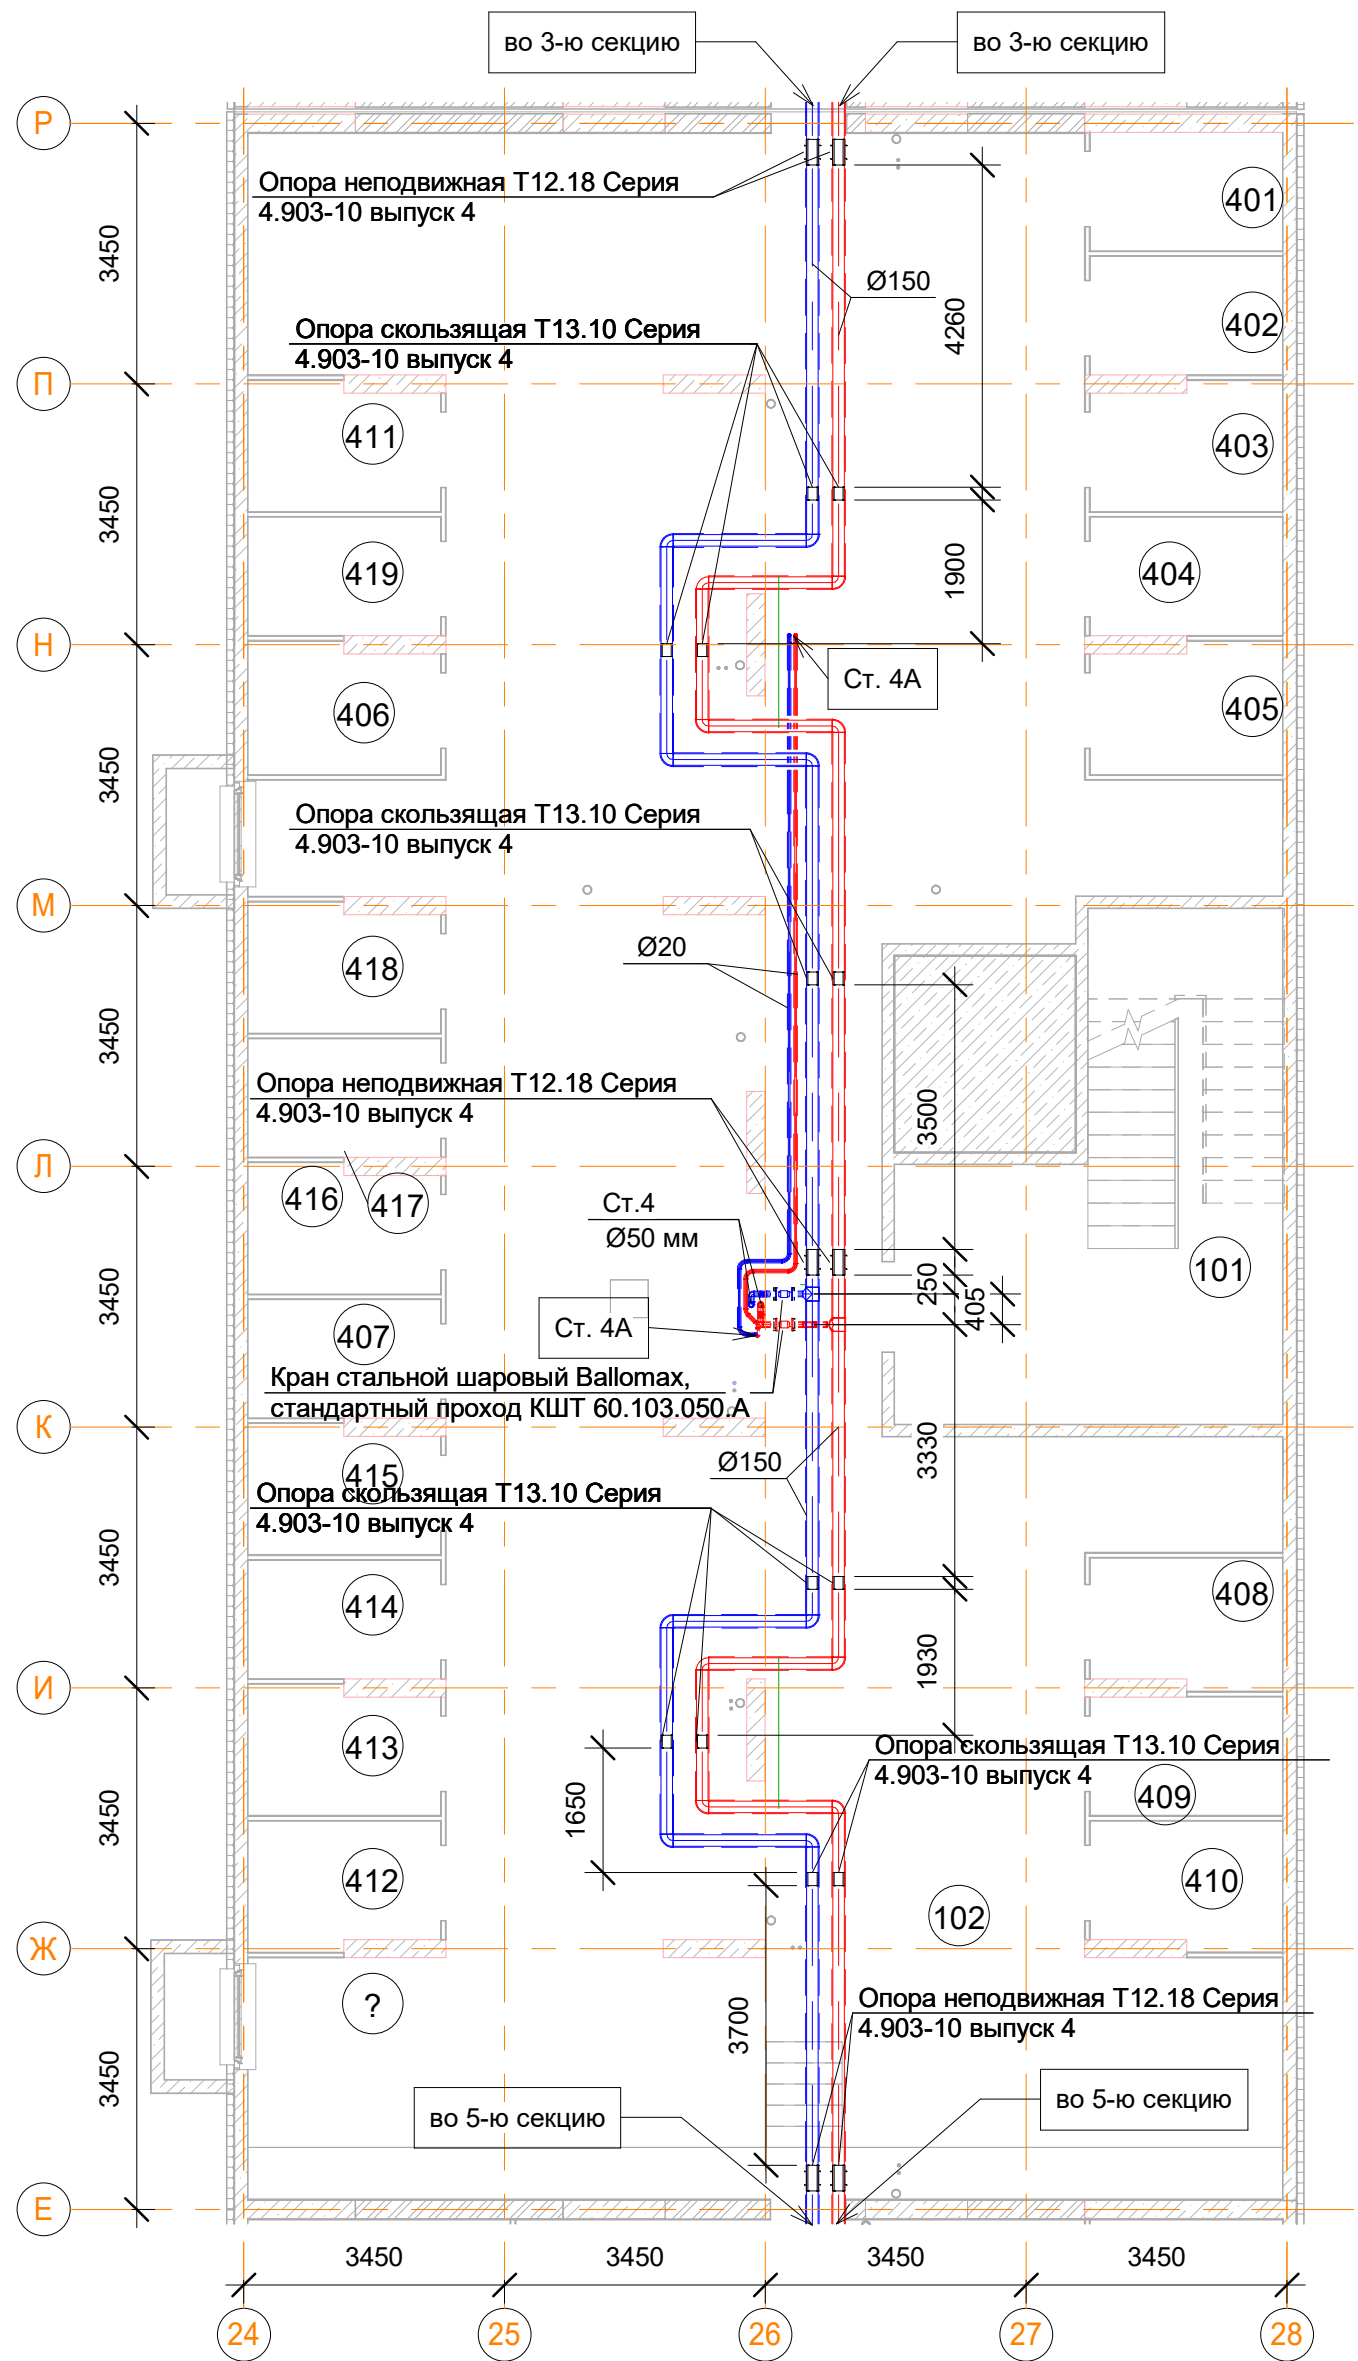 во 3-ю секцию
во 3-ю секцию
Р
Опора неподвижная Т12.18 Серия
4.903-10 выпуск 4
401
3450
Ø150
4260
402
Опора скользящая Т13.10 Серия
4.903-10 выпуск 4
П
411
403
3450
419
1900
404
Н
Ст. 4А
406
405
3450
Опора скользящая Т13.10 Серия
4.903-10 выпуск 4
М
Ø20
418
3450
Опора неподвижная Т12.18 Серия
4.903-10 выпуск 4
3500
Л
416
417
Ст.4
Ø50 мм
101
250
405
3450
407
Ст. 4А
Кран стальной шаровый Ballomax,
стандартный проход КШТ 60.103.050.А
К
3330
415
Ø150
Опора скользящая Т13.10 Серия
4.903-10 выпуск 4
3450
414
408
И
1930
413
Опора скользящая Т13.10 Серия
4.903-10 выпуск 4
409
1650
3450
412
410
102
Ж
?
Опора неподвижная Т12.18 Серия
4.903-10 выпуск 4
3700
3450
во 5-ю секцию
во 5-ю секцию
Е
3450
3450
3450
3450
24
25
26
27
28